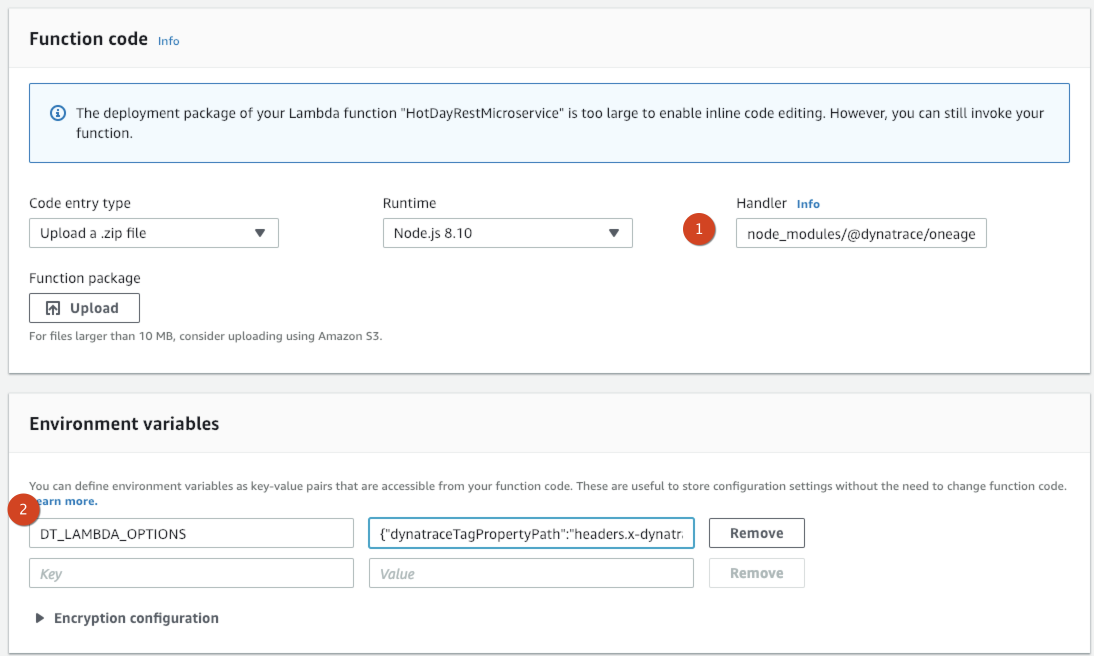 Function code Info
The deployment package of your Lambda function "HotDayRestMicroservice" is too large to enable inline code editing. However, you can still invoke your
function.
Code entry type
Upload a .zip file
Runtime
Node.js 8.10
1
Handler Info
node_modules/@dynatrace/oneage
Function package
Upload
For files larger than 10 MB, consider uploading using Amazon S3.
Environment variables
You can define environment variables as key-value pairs that are accessible from your function code. These are useful to store configuration settings without the need to change function code.
earn more.
2
DT_LAMBDA_OPTIONS
{"dynatraceTagPropertyPath":"headers.x-dynatra
Remove
Key
Value
Remove
Encryption configuration